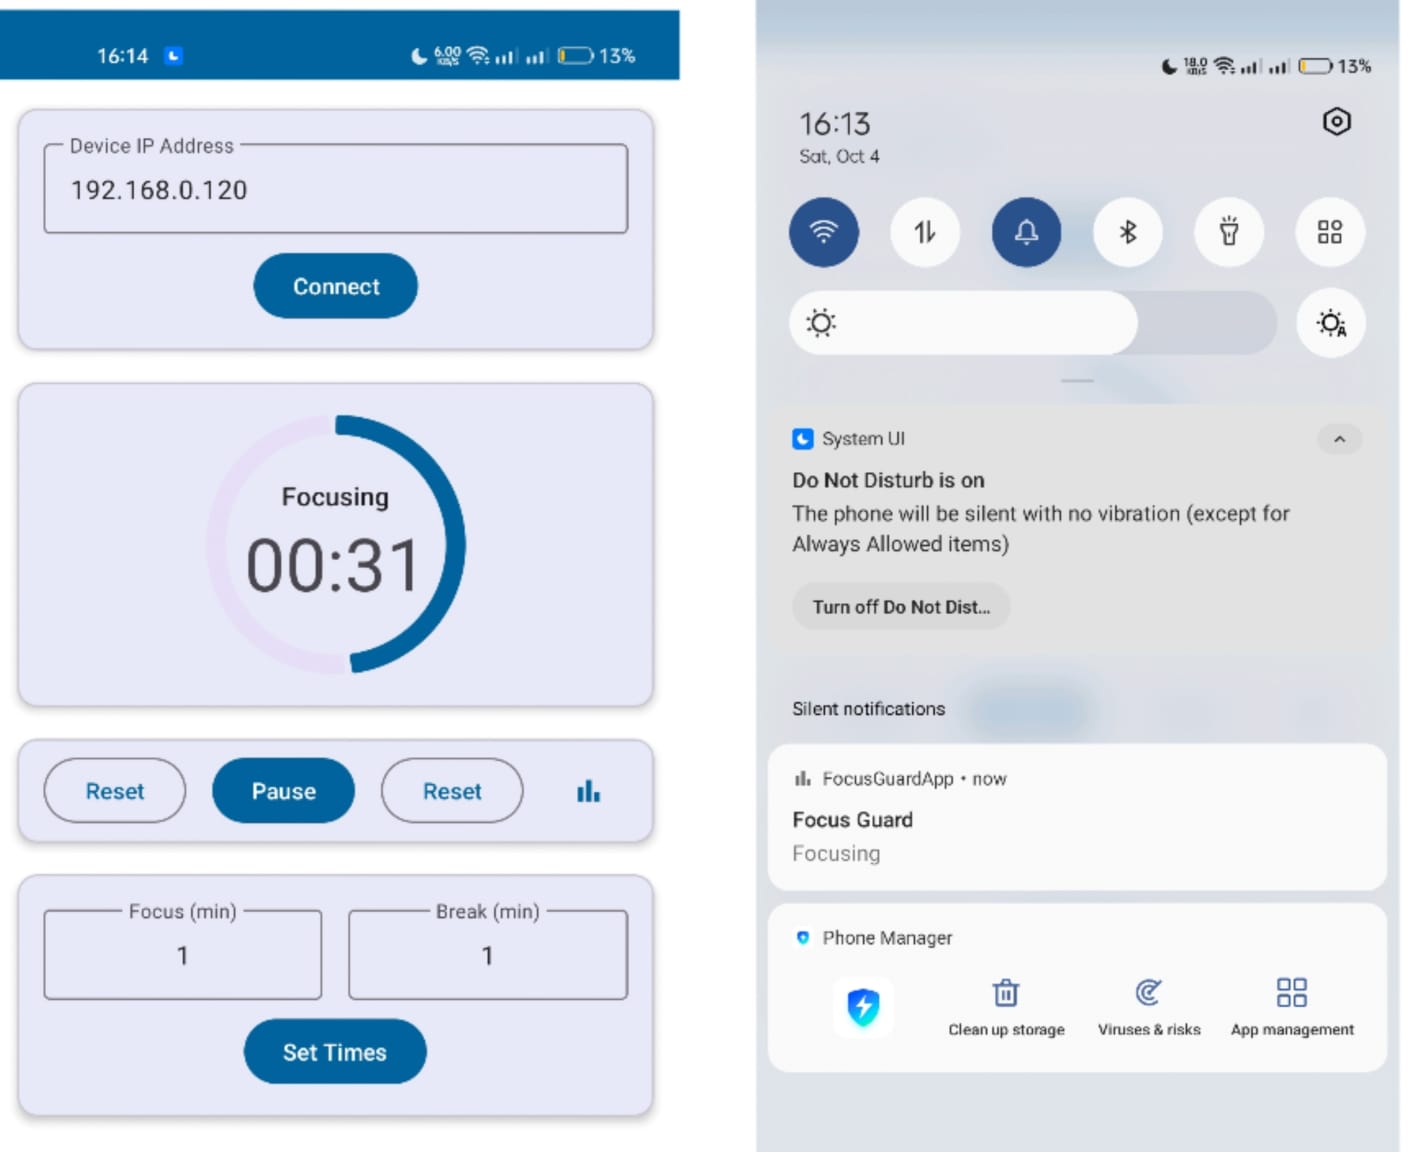 16:14
6.00
KB/S
13%
Device IP Address
192.168.0.120
Connect
Focusing
00:31
Reset
Pause
Reset
Focus (min)
1
Break (min)
1
Set Times
18.0
KB/S
13%
16:13
Sat, Oct 4
A
System UI
Do Not Disturb is on
The phone will be silent with no vibration (except for
Always Allowed items)
Turn off Do Not Dist...
Silent notifications
FocusGuardApp • now
Focus Guard
Focusing
Phone Manager
Clean up storage
Viruses & risks
App management